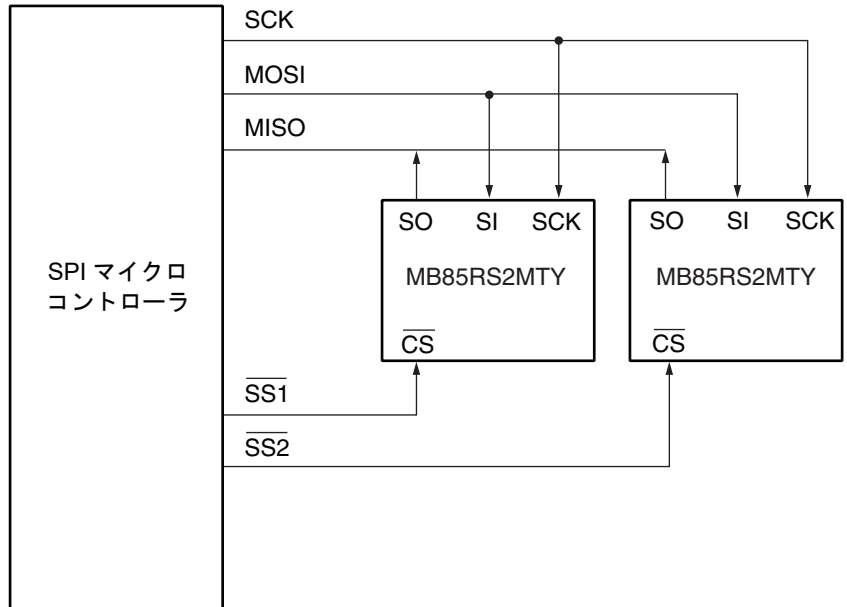 SCK
MOSI
MISO
SO SI SCK
MB85RS2MTY
CS
SO SI SCK
MB85RS2MTY
CS
SPI マイクロ
コントローラ
SS1
SS2